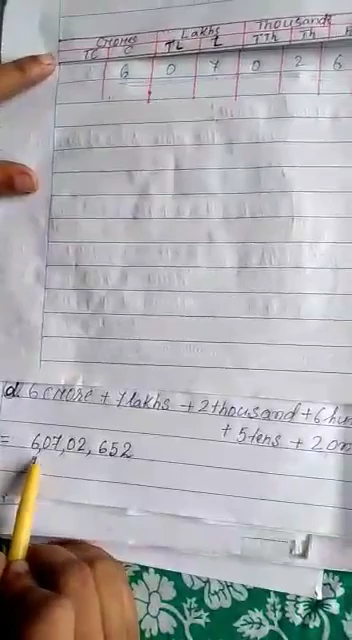 Crores Lakhs Thousands
TC C TL L TTh Th
6 0 7 0 2 6
d. 6 crore + 7 lakhs + 2 thousand + 6 hun
+ 5 tens + 2 on
= 6,07,02,652